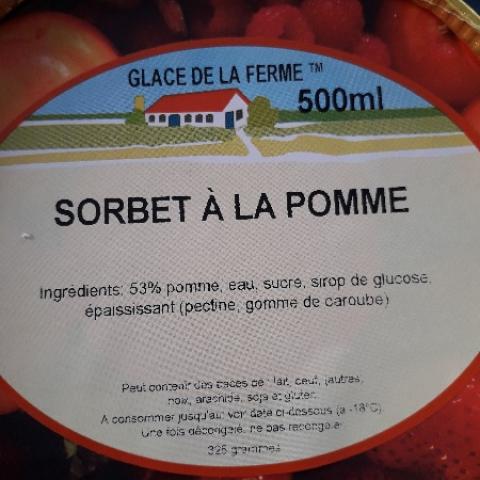 GLACE DE LA FERME ™
500ml
SORBET À LA POMME
Ingrédients: 53% pomme, eau, sucre, sirop de glucose,
épaississant (pectine, gomme de caroube)
Peut contenir des traces de : lait, oeuf, (autres)
noix, arachide, soja et gluten.
A consommer jusqu'au: voir date ci-dessous (à -18°C)
Une fois décongelé, ne pas recongeler
325 grammes